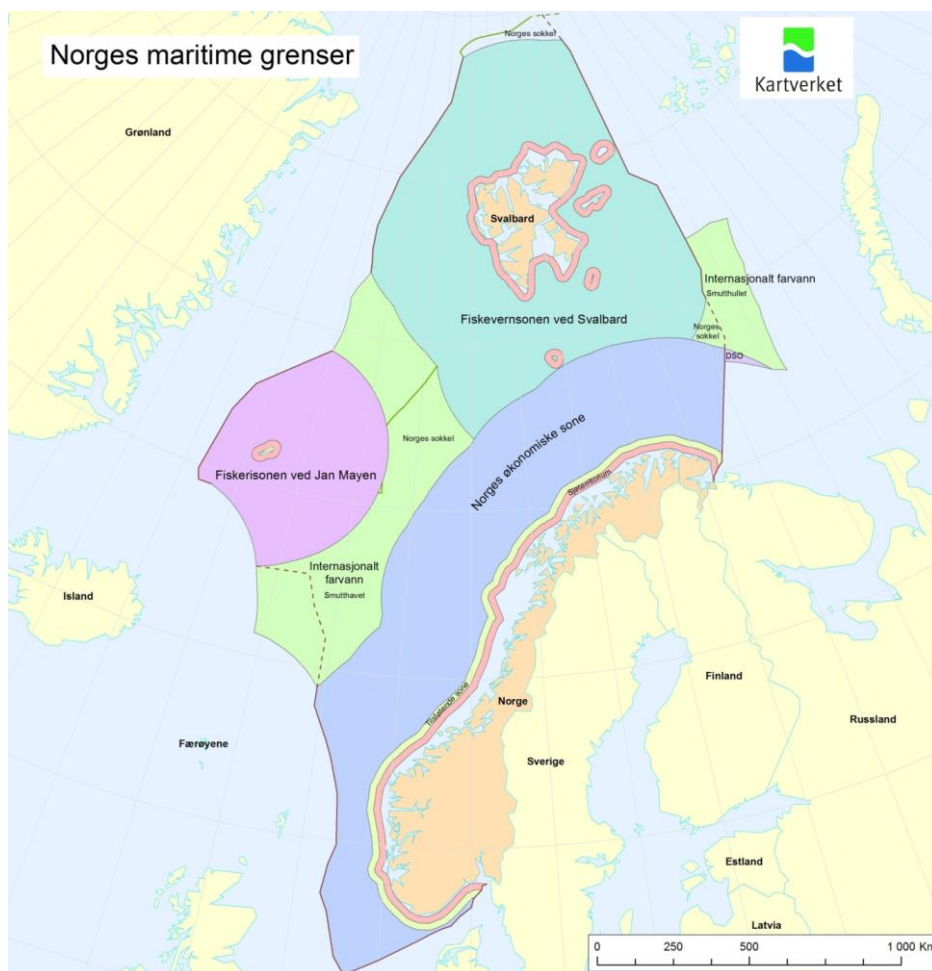 Norges maritime grenser
Kartverket
Norges sokkel
Grønland
Svalbard
Internasjonalt farvann
Smutthullet
Fiskevernsonen ved Svalbard
Norges
sokkel
DSO
Norges økonomiske sone
Norges sokkel
Fiskerisonen ved Jan Mayen
Sjøterritorium
Internasjonalt
farvann
Smutthavet
Island
Tilstøtende sone
Norge
Finland
Russland
Færøyene
Sverige
Estland
Latvia
0 250 500 1 000 Km